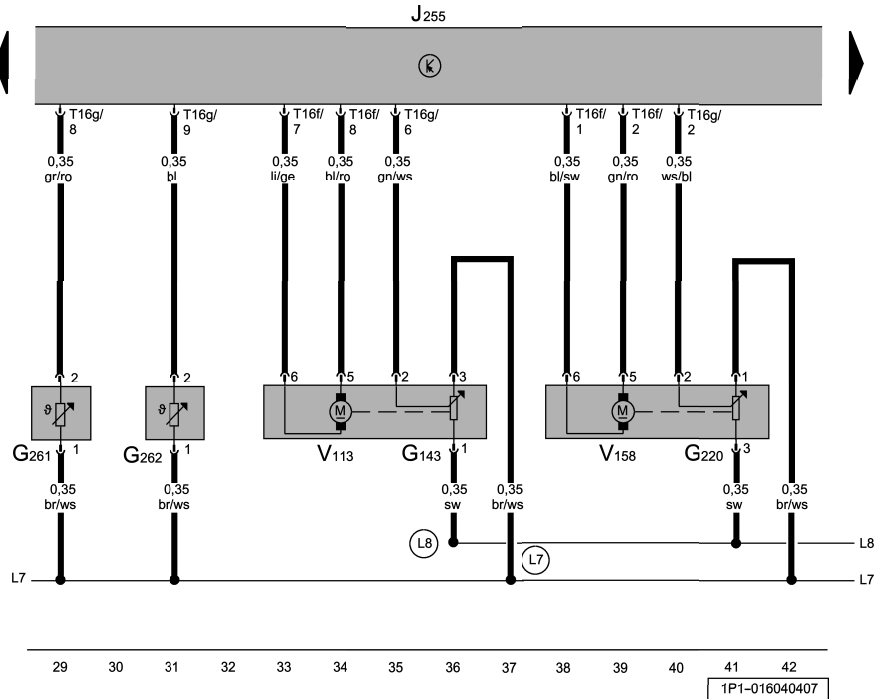 J255
T16g/ T16g/ T16f/ T16f/ T16g/ T16f/ T16f/ T16g/
8 9 7 8 6 1 2 2
0,35 0,35 0,35 0,35 0,35 0,35 0,35 0,35
gr/ro bl li/ge bl/ro gn/ws bl/sw gn/ro ws/bl
2 2 6 5 2 3 6 5 2 1
ϑ ϑ M M
1 1 1 3
G261 G262 V113 G143 V158 G220
0,35 0,35 0,35 0,35 0,35 0,35
br/ws br/ws sw br/ws sw br/ws
L8 L8
L7
L7 L7
29 30 31 32 33 34 35 36 37 38 39 40 41 42
1P1-016040407